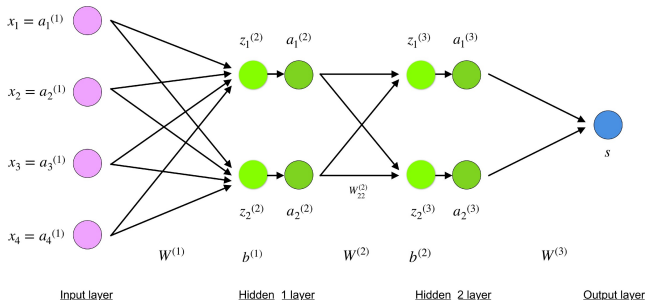 x₁ = a₁⁽¹⁾
z₁⁽²⁾ a₁⁽²⁾ z₁⁽³⁾ a₁⁽³⁾
x₂ = a₂⁽¹⁾
x₃ = a₃⁽¹⁾
s
W₂₂⁽²⁾
z₂⁽²⁾ a₂⁽²⁾ z₂⁽³⁾ a₂⁽³⁾
x₄ = a₄⁽¹⁾
W⁽¹⁾ b⁽¹⁾ W⁽²⁾ b⁽²⁾ W⁽³⁾
Input layer Hidden 1 layer Hidden 2 layer Output layer